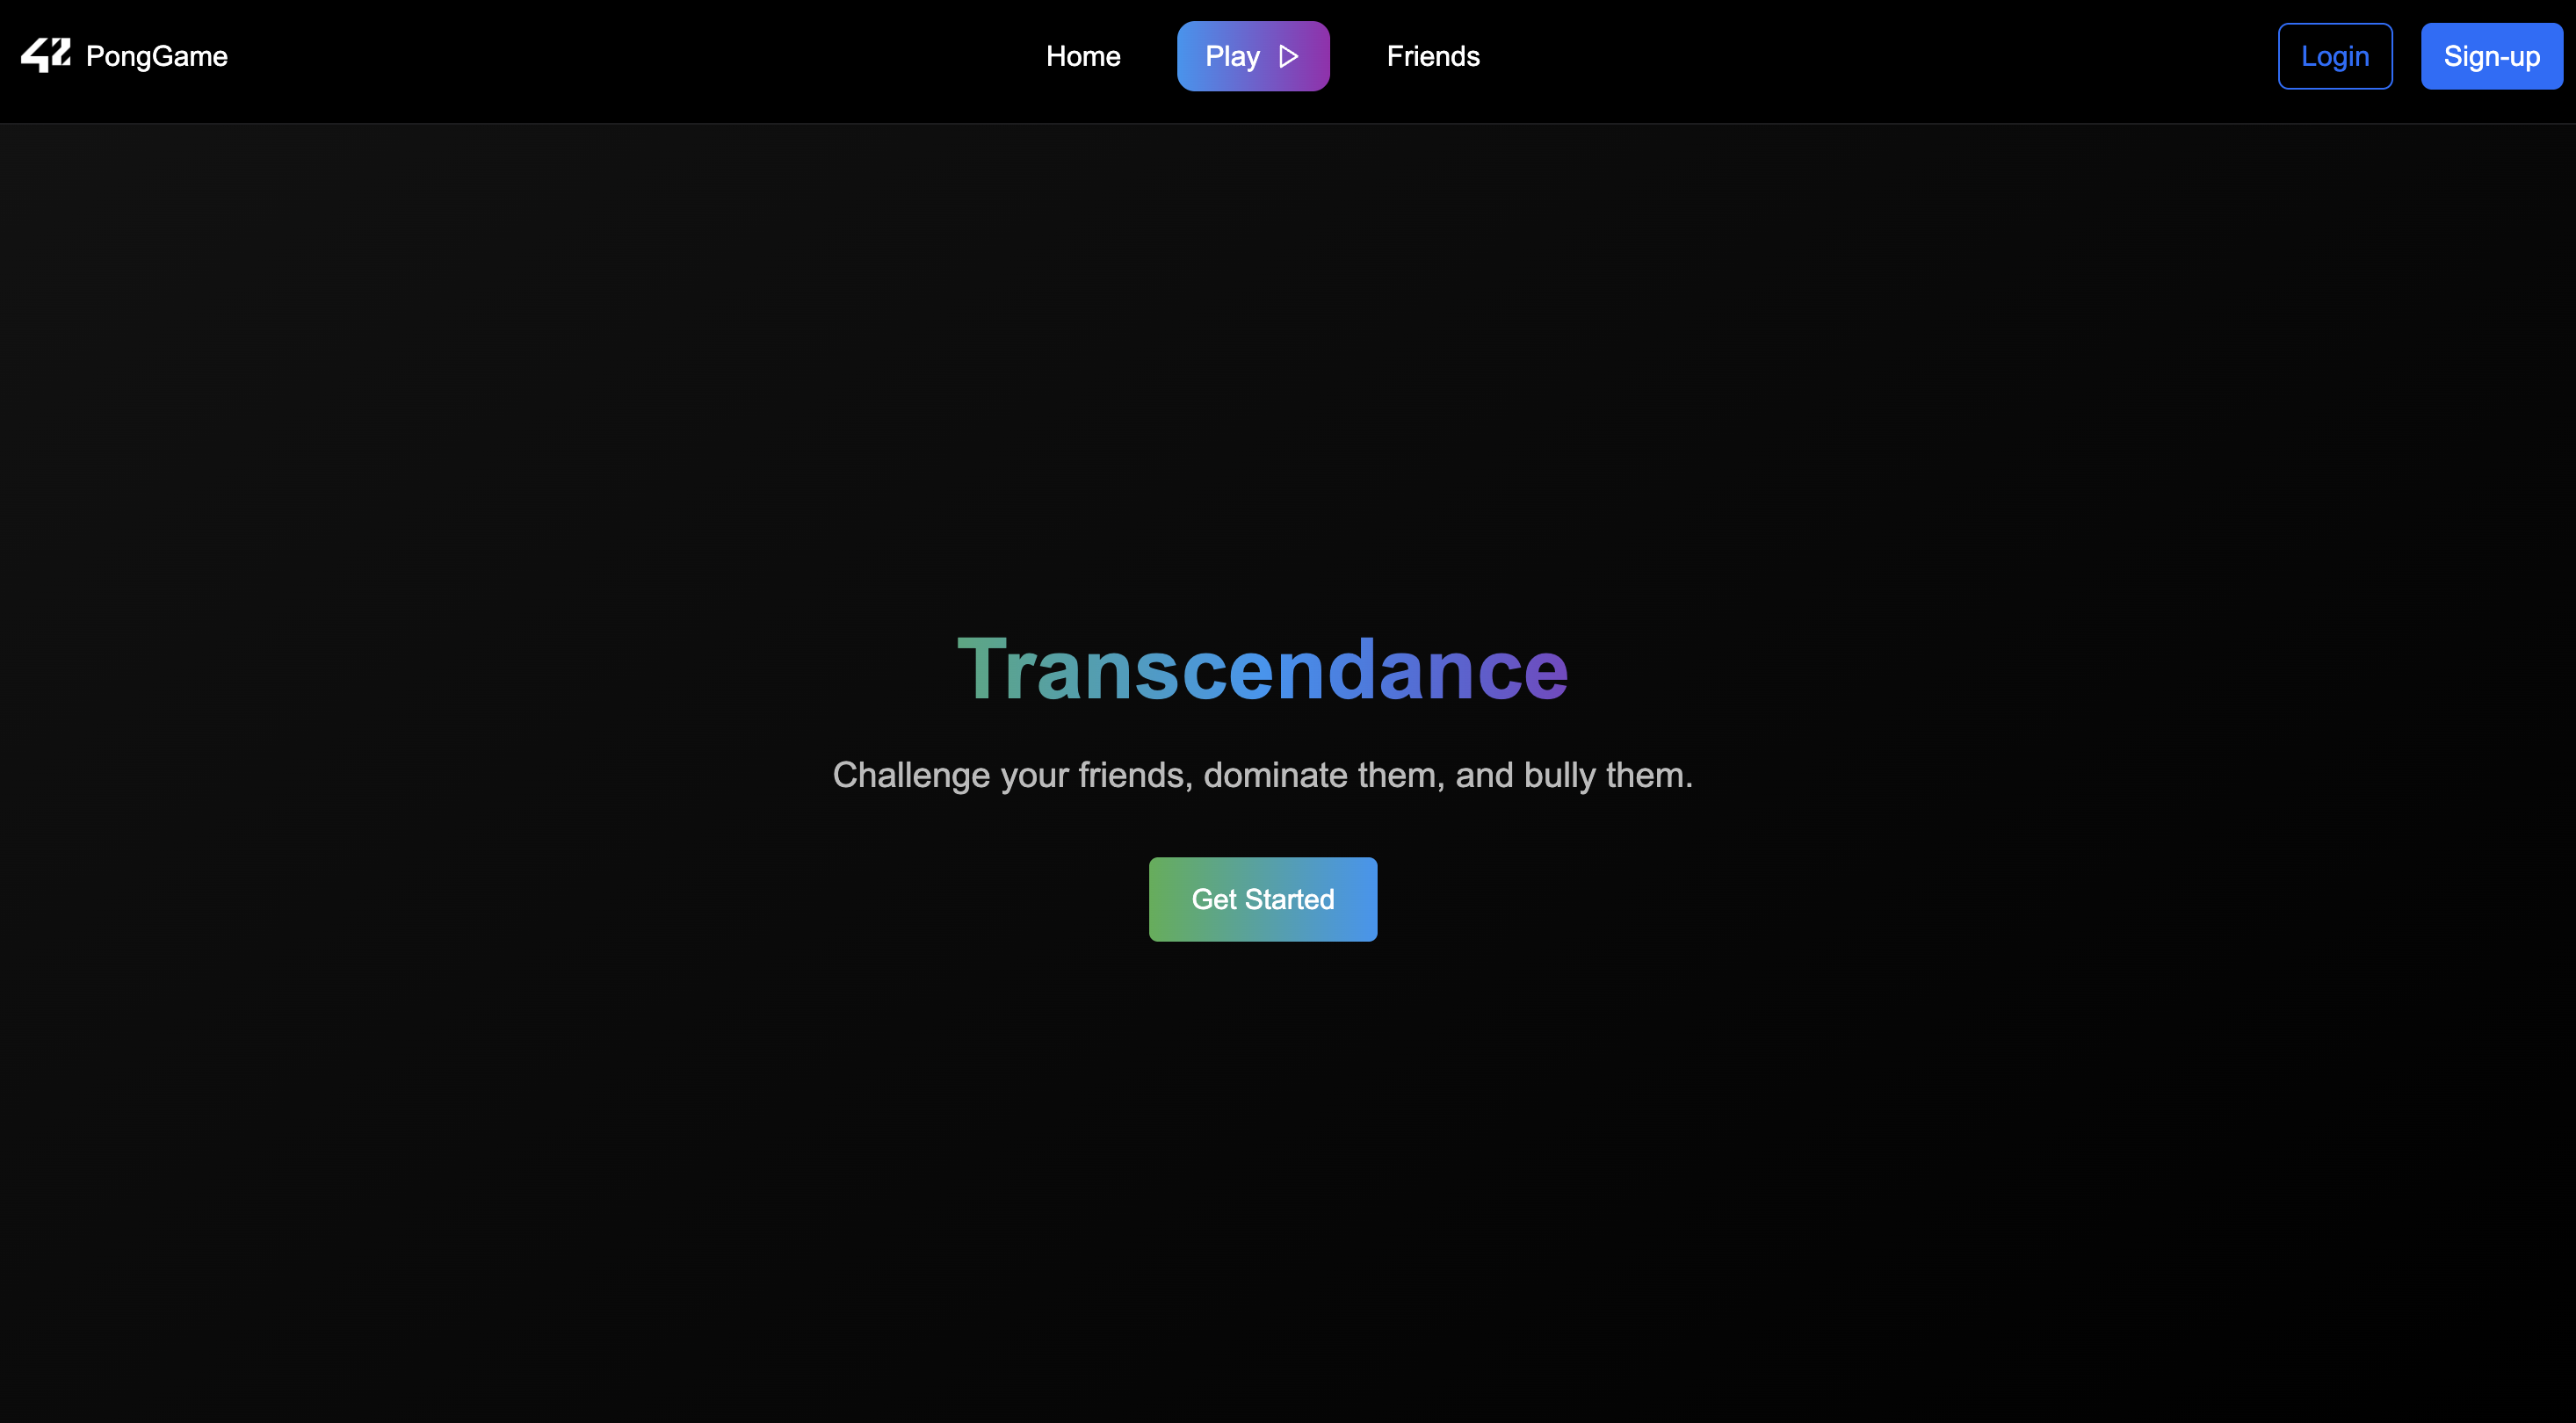 42 PongGame
Home
Play
Friends
Login
Sign-up
Transcendance
Challenge your friends, dominate them, and bully them.
Get Started